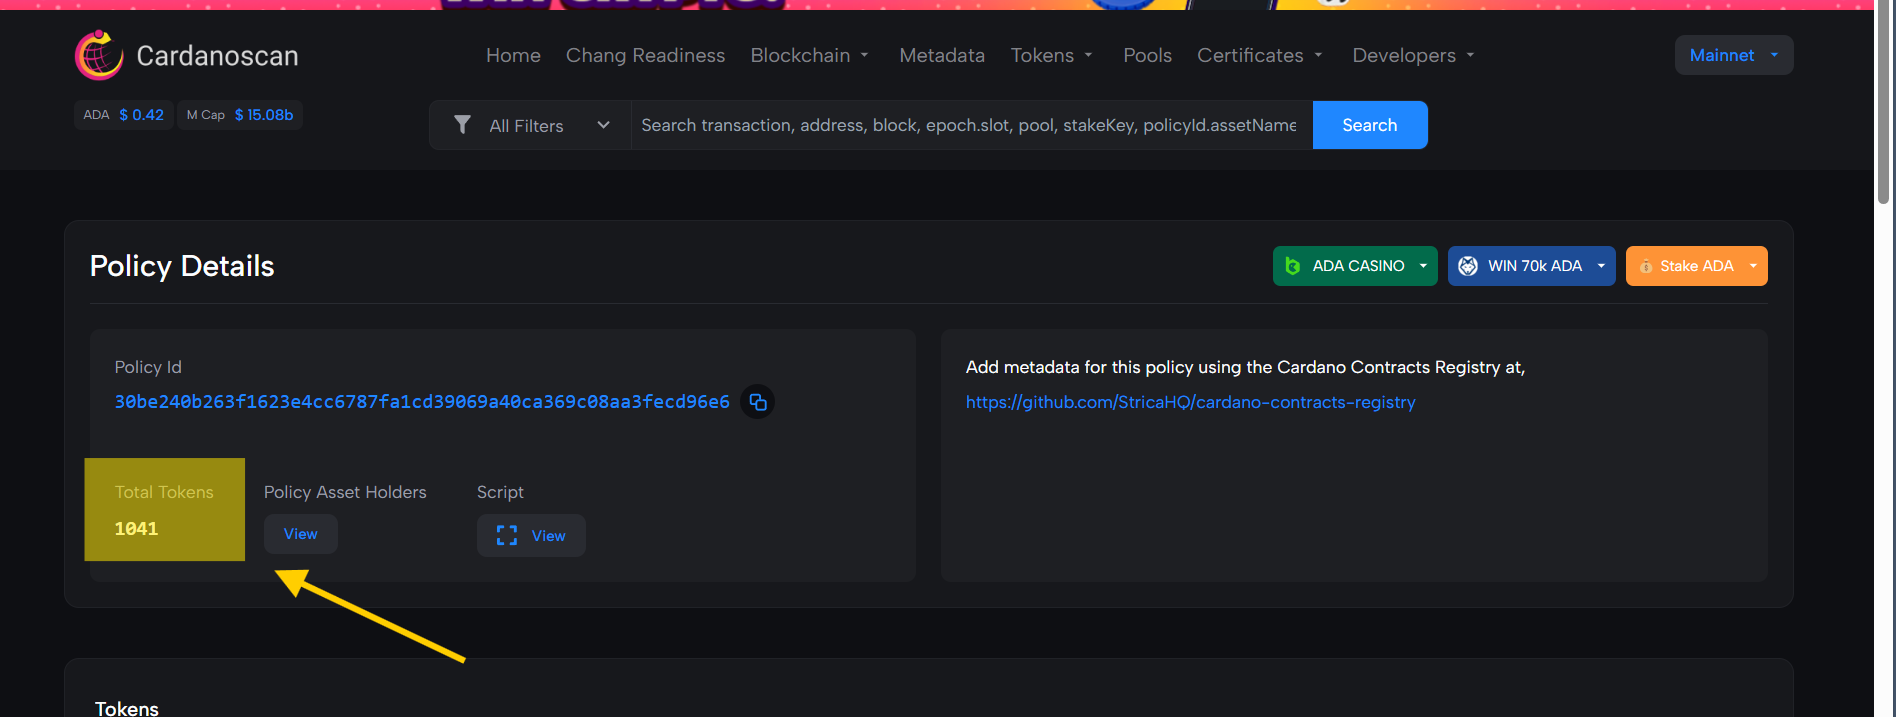 Cardanoscan
Home Chang Readiness Blockchain Metadata Tokens Pools Certificates Developers
Mainnet
ADA $ 0.42 M Cap $ 15.08b
All Filters
Search transaction, address, block, epoch.slot, pool, stakeKey, policyId.assetName
Search
Policy Details
ADA CASINO
WIN 70k ADA
Stake ADA
Policy Id
30be240b263f1623e4cc6787fa1cd39069a40ca369c08aa3fecd96e6
Add metadata for this policy using the Cardano Contracts Registry at,
https://github.com/StricaHQ/cardano-contracts-registry
Total Tokens
1041
Policy Asset Holders
View
Script
View
Tokens